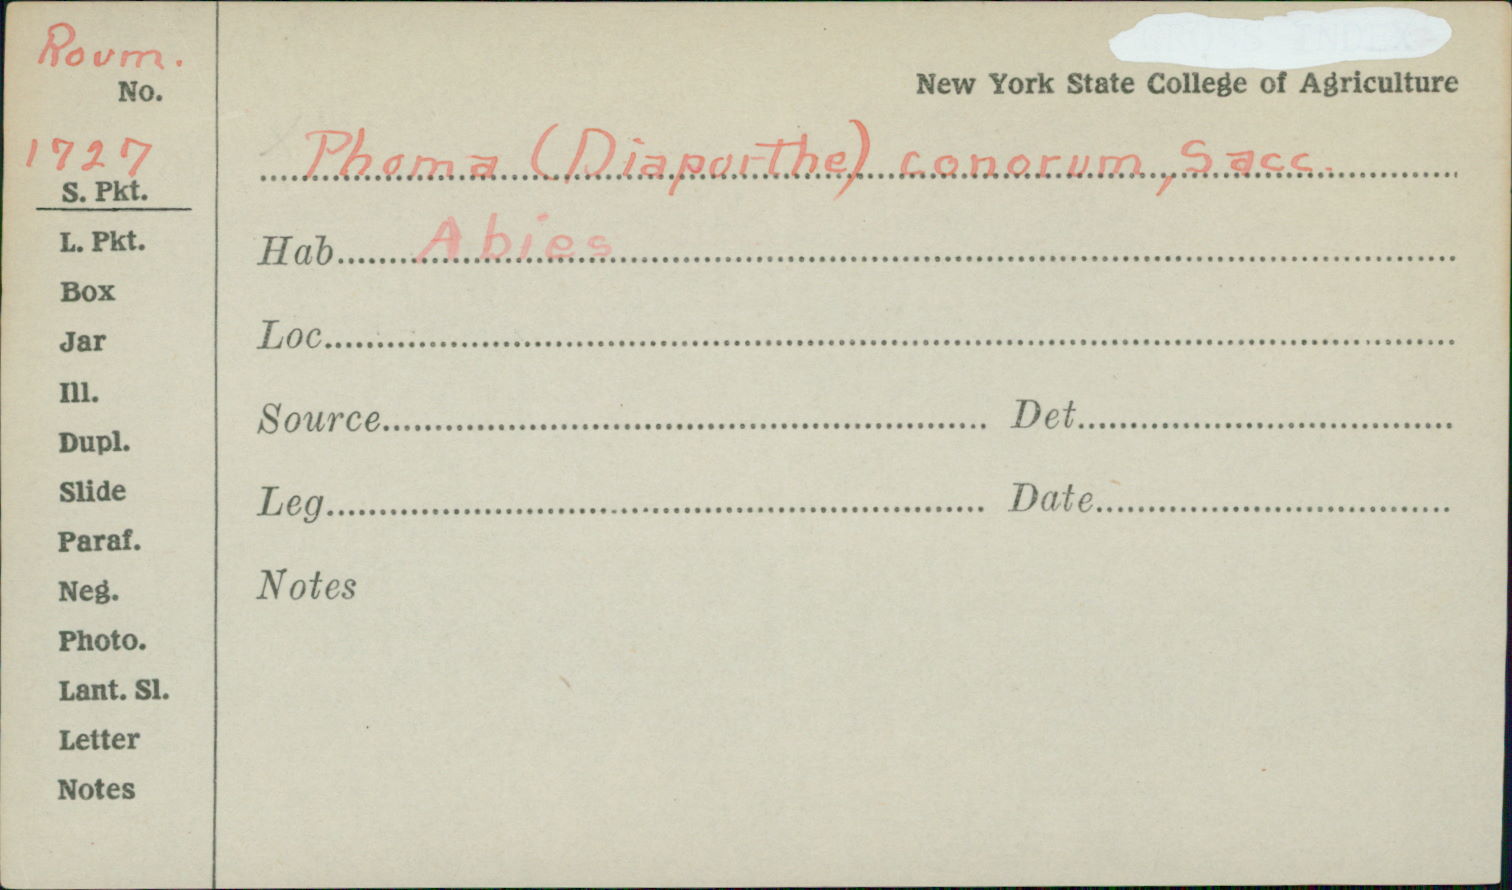 Roum.
No.
1727
S. Pkt.
L. Pkt.
Box
Jar
Ill.
Dupl.
Slide
Paraf.
Neg.
Photo.
Lant. Sl.
Letter
Notes
New York State College of Agriculture
Phoma (Diaporthe) conorum, Sacc.
Hab. Abies
Loc.
Source
Det.
Leg.
Date
Notes